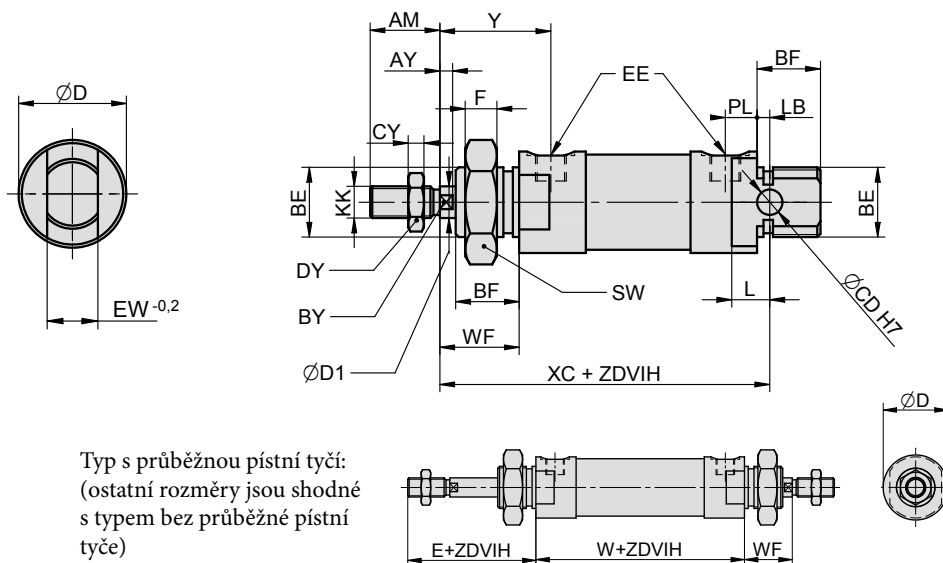 AM
Y
AY
EE
BF
ØD
F
PL
LB
CY
BE
KK
BE
DY
SW
L
BF
EW -0,2
BY
WF
ØCD H7
ØD1
XC + ZDVIH
ØD
Typ s průběžnou pístní tyčí:
(ostatní rozměry jsou shodné
s typem bez průběžné pístní
tyče)
E+ZDVIH
W+ZDVIH
WF